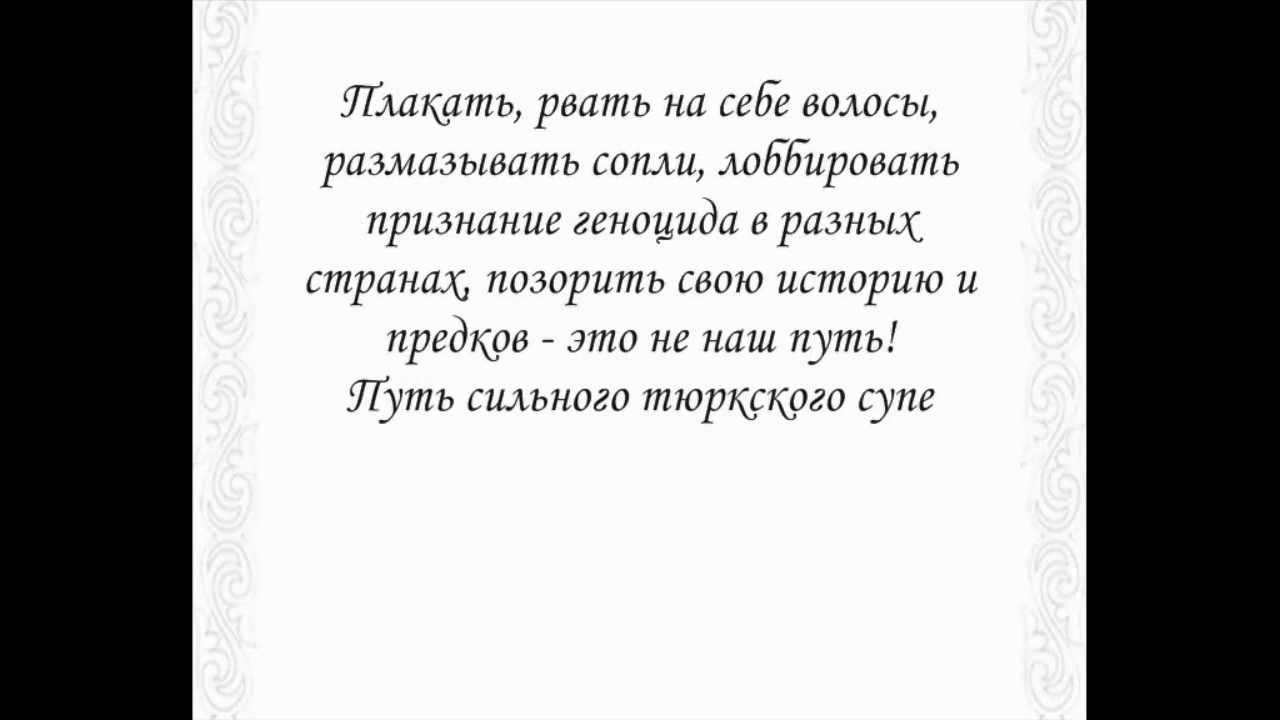 Плакать, рвать на себе волосы,
размазывать сопли, лоббировать
признание геноцида в разных
странах, позорить свою историю и
предков - это не наш путь!
Путь сильного тюркского супе